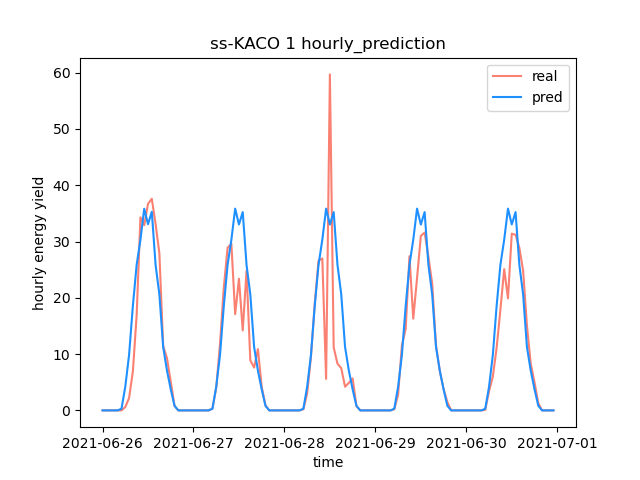 ss-KACO 1 hourly_prediction
real
pred
hourly energy yield
60
50
40
30
20
10
0
2021-06-26 2021-06-27 2021-06-28 2021-06-29 2021-06-30 2021-07-01
time